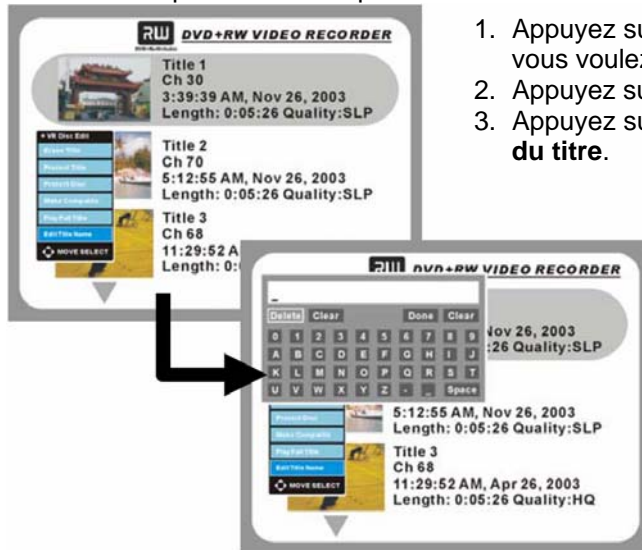 RW DVD+RW VIDEO RECORDER
Title 1
Ch 30
3:39:39 AM, Nov 26, 2003
Length: 0:05:26 Quality:SLP
Title 2
Ch 70
5:12:55 AM, Nov 26, 2003
Length: 0:05:26 Quality:SLP
Title 3
Ch 68
11:29:52 A
Length: 0:
VR Disc Edit
Erase Title
Protect Title
Protect Disc
Make Compatible
Play Full Title
Edit Title Name
MOVE SELECT
1. Appuyez su
vous voulez
2. Appuyez su
3. Appuyez su
du titre.
DVD+RW VIDEO RECORDER
_
Delete Clear Done Clear
0 1 2 3 4 5 6 7 8 9
A B C D E F G H I J
K L M N O P Q R S T
U V W X Y Z - _ Space
Nov 26, 2003
:26 Quality:SLP
5:12:55 AM, Nov 26, 2003
Length: 0:05:26 Quality:SLP
Title 3
Ch 68
11:29:52 AM, Apr 26, 2003
Length: 0:05:26 Quality:HQ
Protect Disc
Make Compatible
Play Full Title
Edit Title Name
MOVE SELECT